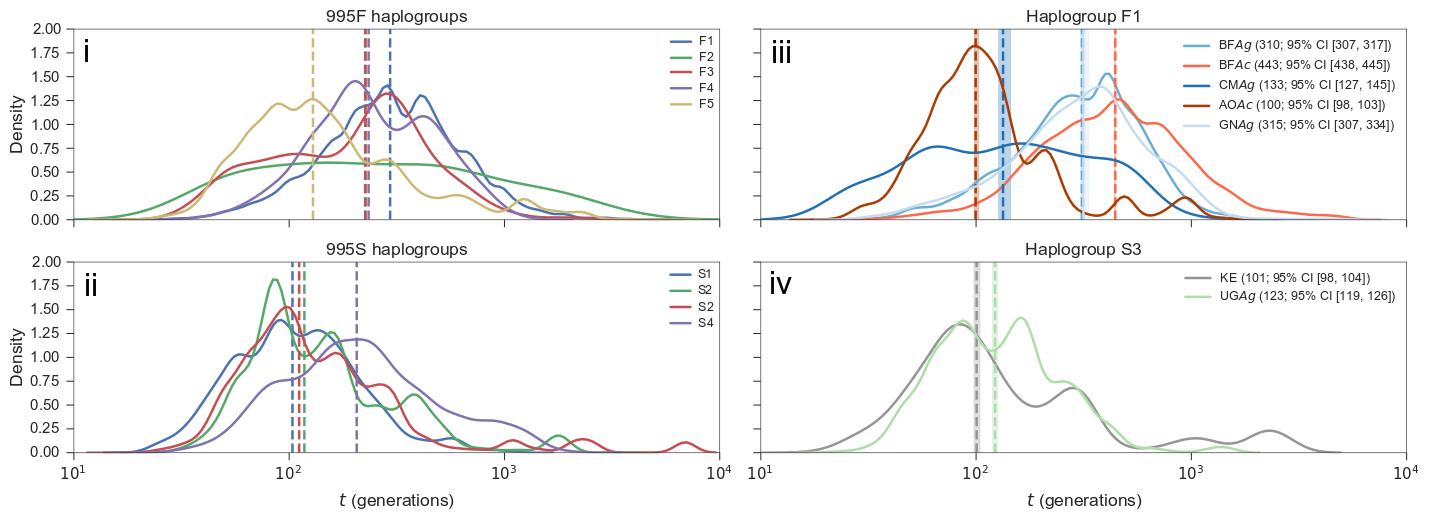 995F haplogroups
2.00
1.75
1.50
1.25
1.00
0.75
0.50
0.25
0.00
Density
i
F1
F2
F3
F4
F5
Haplogroup F1
iii
BFAg (310; 95% CI [307, 317])
BFAc (443; 95% CI [438, 445])
CMAg (133; 95% CI [127, 145])
AOAc (100; 95% CI [98, 103])
GNAg (315; 95% CI [307, 334])
995S haplogroups
2.00
1.75
1.50
1.25
1.00
0.75
0.50
0.25
0.00
Density
ii
S1
S2
S2
S4
10¹ 10² 10³ 10⁴
t (generations)
Haplogroup S3
iv
KE (101; 95% CI [98, 104])
UGAg (123; 95% CI [119, 126])
10¹ 10² 10³ 10⁴
t (generations)